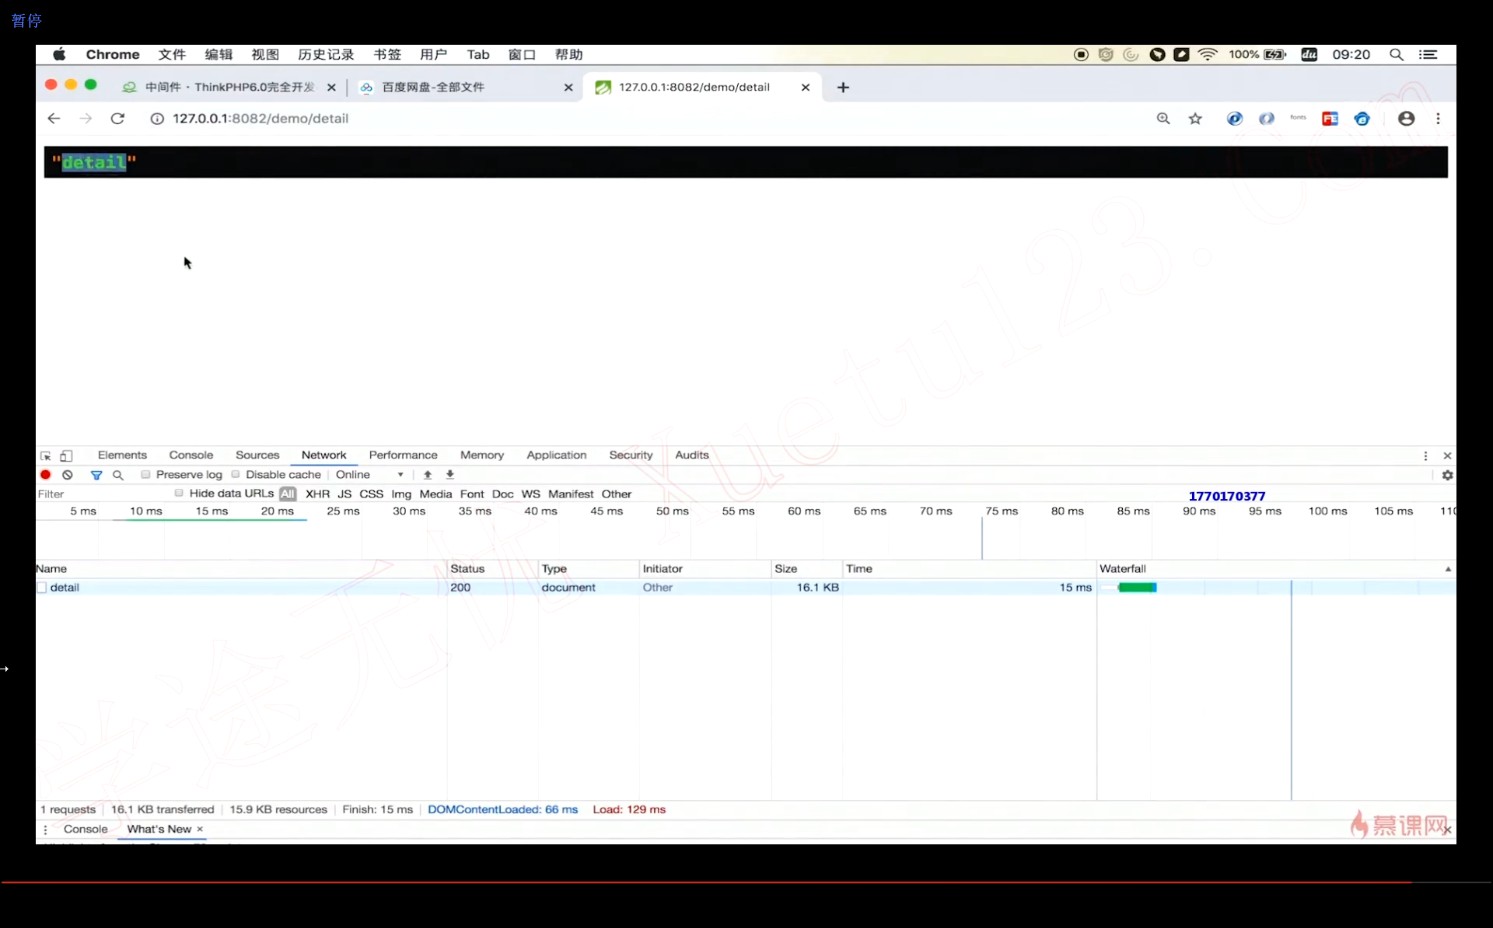 暂停
Chrome 文件 编辑 视图 历史记录 书签 用户 Tab 窗口 帮助 100% du 09:20
中间件 · ThinkPHP6.0完全开发 百度网盘-全部文件 127.0.0.1:8082/demo/detail
127.0.0.1:8082/demo/detail fonts
"detail"
Xuetu123.com
学途无忧
Elements Console Sources Network Performance Memory Application Security Audits
Preserve log Disable cache Online
Filter Hide data URLs All XHR JS CSS Img Media Font Doc WS Manifest Other
1770170377
5 ms 10 ms 15 ms 20 ms 25 ms 30 ms 35 ms 40 ms 45 ms 50 ms 55 ms 60 ms 65 ms 70 ms 75 ms 80 ms 85 ms 90 ms 95 ms 100 ms 105 ms 110
Name Status Type Initiator Size Time Waterfall
detail 200 document Other 16.1 KB 15 ms
1 requests 16.1 KB transferred 15.9 KB resources Finish: 15 ms DOMContentLoaded: 66 ms Load: 129 ms
Console What's New
慕课网